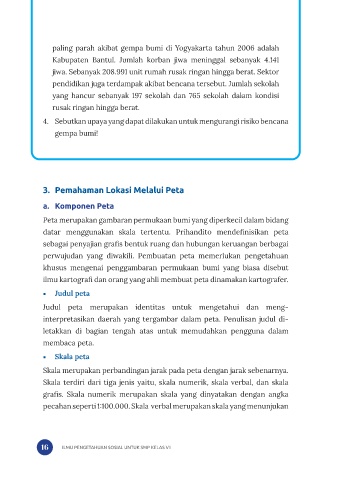 paling parah akibat gempa bumi di Yogyakarta tahun 2006 adalah
Kabupaten Bantul. Jumlah korban jiwa meninggal sebanyak 4.141
jiwa. Sebanyak 208.991 unit rumah rusak ringan hingga berat. Sektor
pendidikan juga terdampak akibat bencana tersebut. Jumlah sekolah
yang hancur sebanyak 197 sekolah dan 765 sekolah dalam kondisi
rusak ringan hingga berat.
4. Sebutkan upaya yang dapat dilakukan untuk mengurangi risiko bencana
gempa bumi!
3. Pemahaman Lokasi Melalui Peta
a. Komponen Peta
Peta merupakan gambaran permukaan bumi yang diperkecil dalam bidang
datar menggunakan skala tertentu. Prihandito mendefinisikan peta
sebagai penyajian grafis bentuk ruang dan hubungan keruangan berbagai
perwujudan yang diwakili. Pembuatan peta memerlukan pengetahuan
khusus mengenai penggambaran permukaan bumi yang biasa disebut
ilmu kartografi dan orang yang ahli membuat peta dinamakan kartografer.
• Judul peta
Judul peta merupakan identitas untuk mengetahui dan meng-
interpretasikan daerah yang tergambar dalam peta. Penulisan judul di-
letakkan di bagian tengah atas untuk memudahkan pengguna dalam
membaca peta.
• Skala peta
Skala merupakan perbandingan jarak pada peta dengan jarak sebenarnya.
Skala terdiri dari tiga jenis yaitu, skala numerik, skala verbal, dan skala
grafis. Skala numerik merupakan skala yang dinyatakan dengan angka
pecahan seperti 1:100.000, Skala verbal merupakan skala yang menunjukan
16 ILMU PENGETAHUAN SOSIAL UNTUK SMP KELAS VII